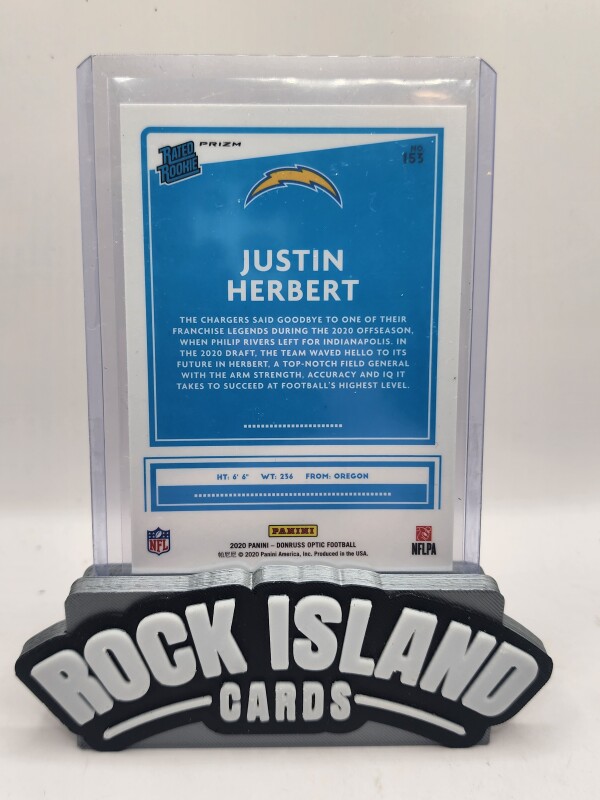 RATED
ROOKIE
PRIZM
NO
153
JUSTIN
HERBERT
THE CHARGERS SAID GOODBYE TO ONE OF THEIR
FRANCHISE LEGENDS DURING THE 2020 OFFSEASON,
WHEN PHILIP RIVERS LEFT FOR INDIANAPOLIS. IN
THE 2020 DRAFT, THE TEAM WAVED HELLO TO ITS
FUTURE IN HERBERT, A TOP-NOTCH FIELD GENERAL
WITH THE ARM STRENGTH, ACCURACY AND IQ IT
TAKES TO SUCCEED AT FOOTBALL'S HIGHEST LEVEL.
HT: 6' 6" WT: 236 FROM: OREGON
NFL
PANINI
2020 PANINI – DONRUSS OPTIC FOOTBALL
© 2020 Panini America, Inc. Produced in the USA.
NFLPA
ROCK ISLAND
CARDS